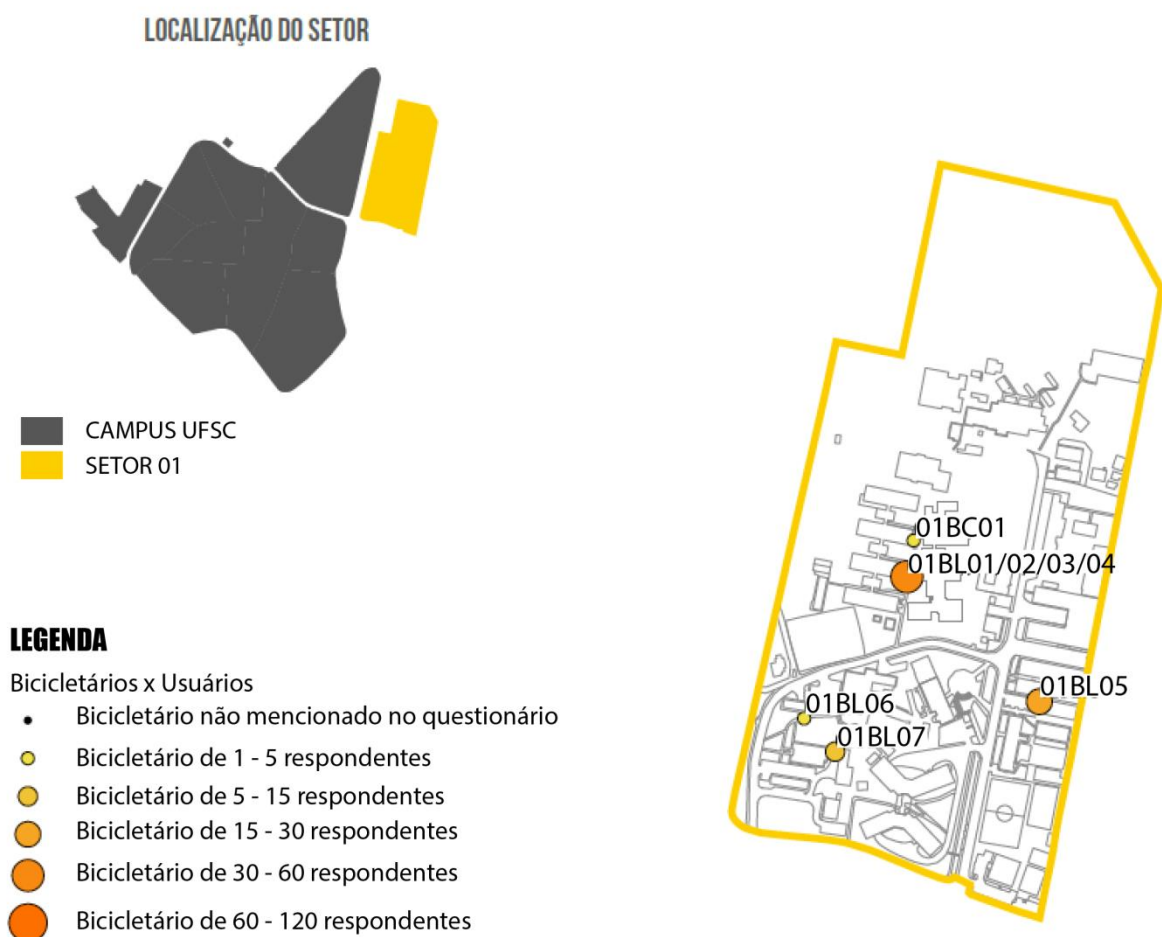 LOCALIZAÇÃO DO SETOR
CAMPUS UFSC
SETOR 01
LEGENDA
Bicicletários x Usuários
Bicicletário não mencionado no questionário
Bicicletário de 1 - 5 respondentes
Bicicletário de 5 - 15 respondentes
Bicicletário de 15 - 30 respondentes
Bicicletário de 30 - 60 respondentes
Bicicletário de 60 - 120 respondentes
01BC01
01BL01/02/03/04
01BL05
01BL06
01BL07